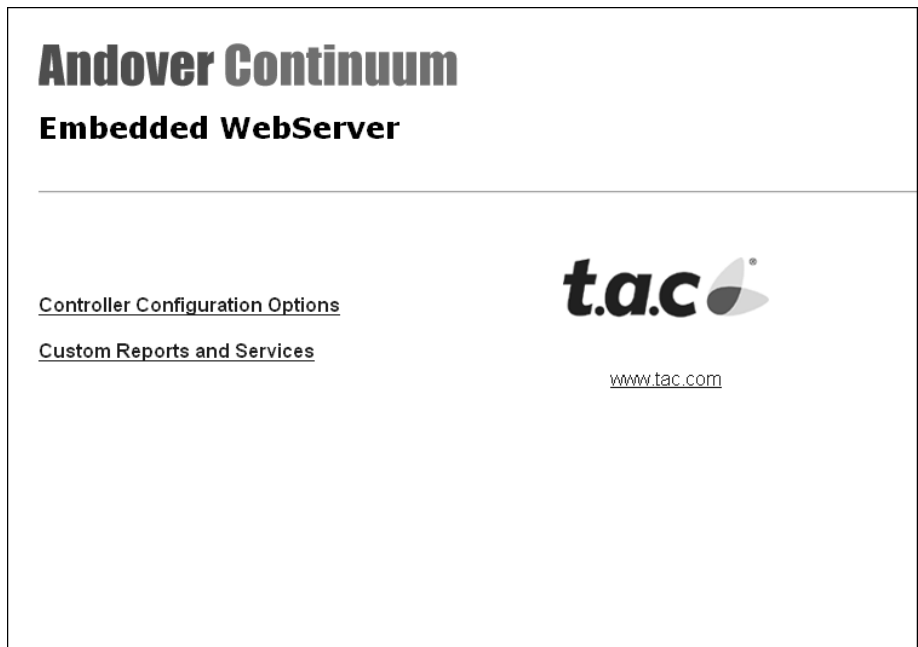 Andover Continuum
Embedded WebServer
t.a.c®
Controller Configuration Options
Custom Reports and Services
www.tac.com